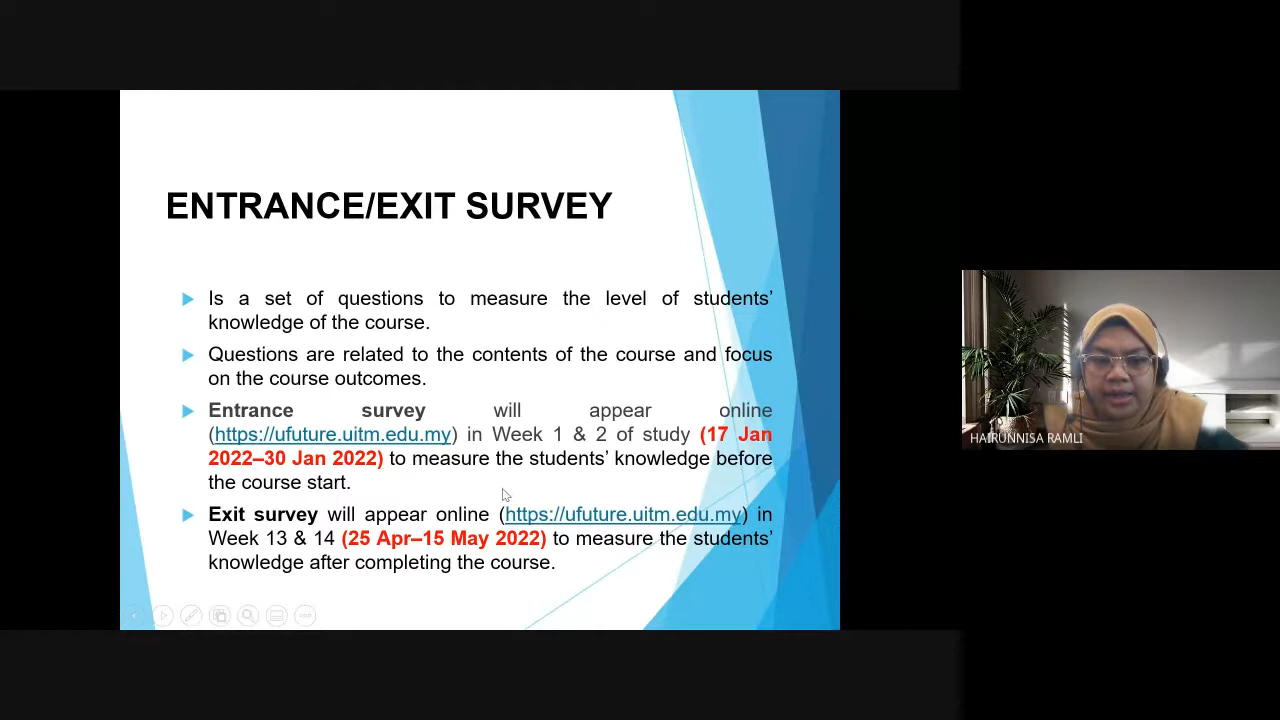 ENTRANCE/EXIT SURVEY
Is a set of questions to measure the level of students’
knowledge of the course.
Questions are related to the contents of the course and focus
on the course outcomes.
Entrance survey will appear online
(https://ufuture.uitm.edu.my) in Week 1 & 2 of study (17 Jan
2022–30 Jan 2022) to measure the students’ knowledge before
the course start.
Exit survey will appear online (https://ufuture.uitm.edu.my) in
Week 13 & 14 (25 Apr–15 May 2022) to measure the students’
knowledge after completing the course.
HAIRUNNISA RAMLI